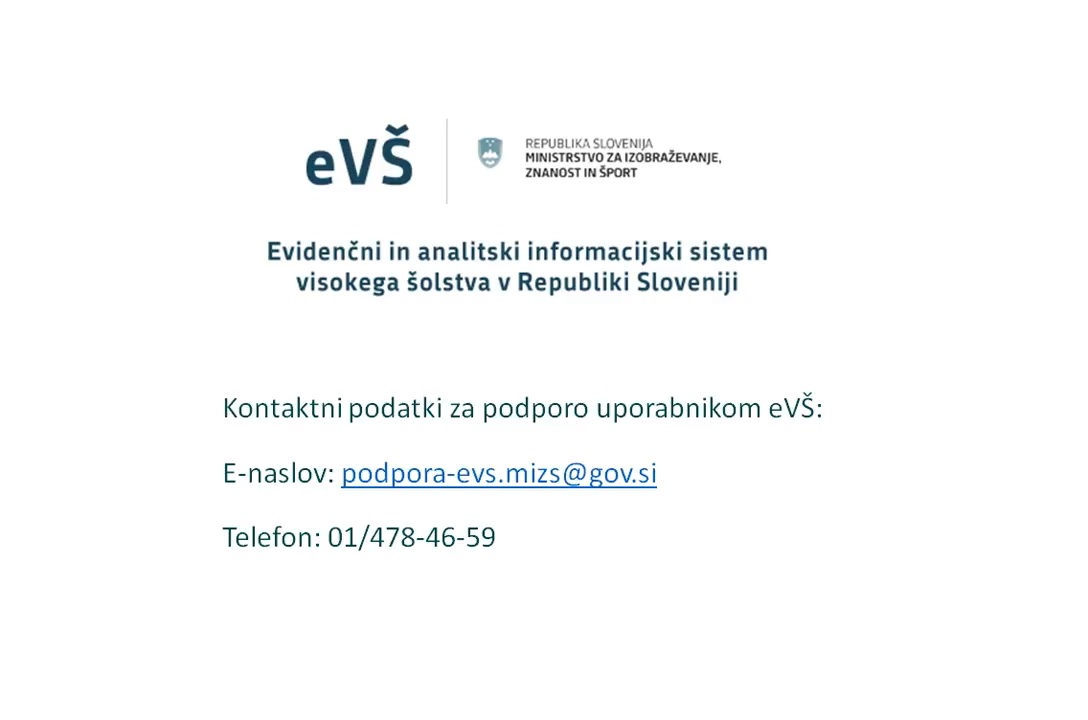 eVŠ
REPUBLIKA SLOVENIJA
MINISTRSTVO ZA IZOBRAŽEVANJE,
ZNANOST IN ŠPORT
Evidenčni in analitski informacijski sistem
visokega šolstva v Republiki Sloveniji
Kontaktni podatki za podporo uporabnikom eVŠ:
E-naslov: podpora-evs.mizs@gov.si
Telefon: 01/478-46-59